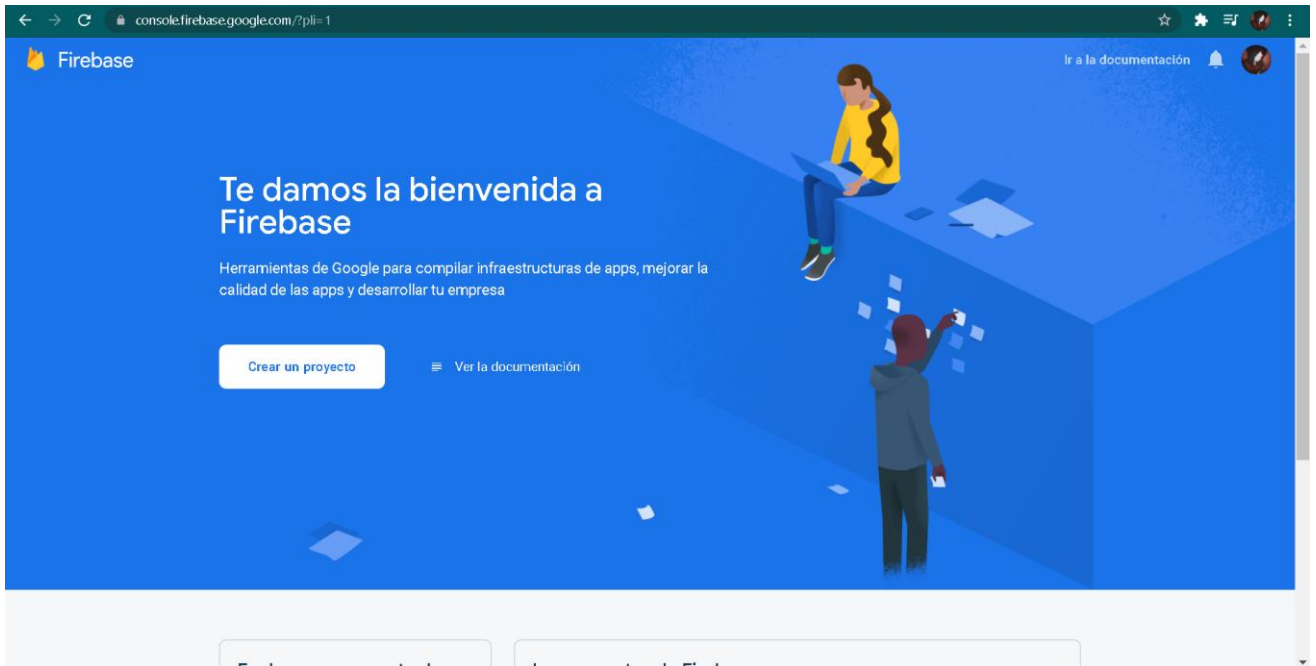 console.firebase.google.com/?pli=1
Firebase
Ir a la documentación
Te damos la bienvenida a
Firebase
Herramientas de Google para compilar infraestructuras de apps, mejorar la
calidad de las apps y desarrollar tu empresa
Crear un proyecto
Ver la documentación